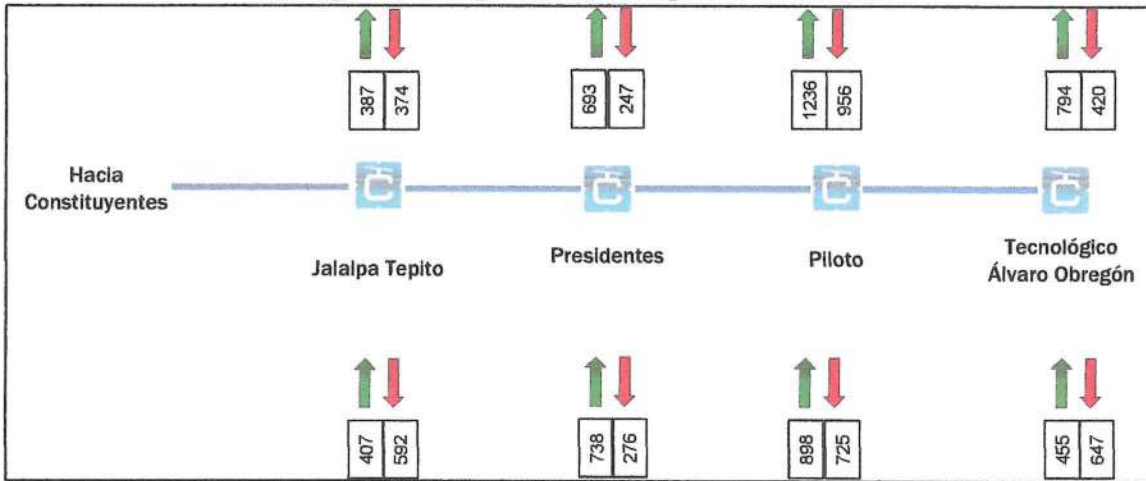 387
374
693
247
1236
956
794
420
Hacia
Constituyentes
Jalalpa Tepito
Presidentes
Piloto
Tecnológico
Álvaro Obregón
407
592
738
276
898
725
455
647